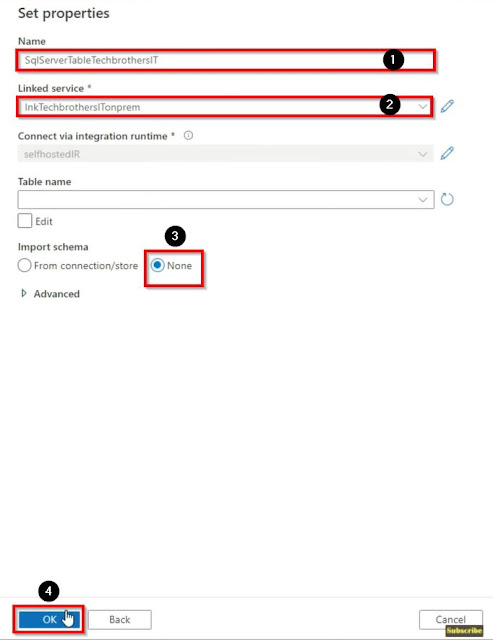 Set properties
Name
SqlServerTableTechbrothersIT
1
Linked service *
lnkTechbrothersITonprem
2
Connect via integration runtime *
selfhostedIR
Table name
Edit
3
Import schema
From connection/store
None
Advanced
4
OK
Back
Cancel
Subscribe